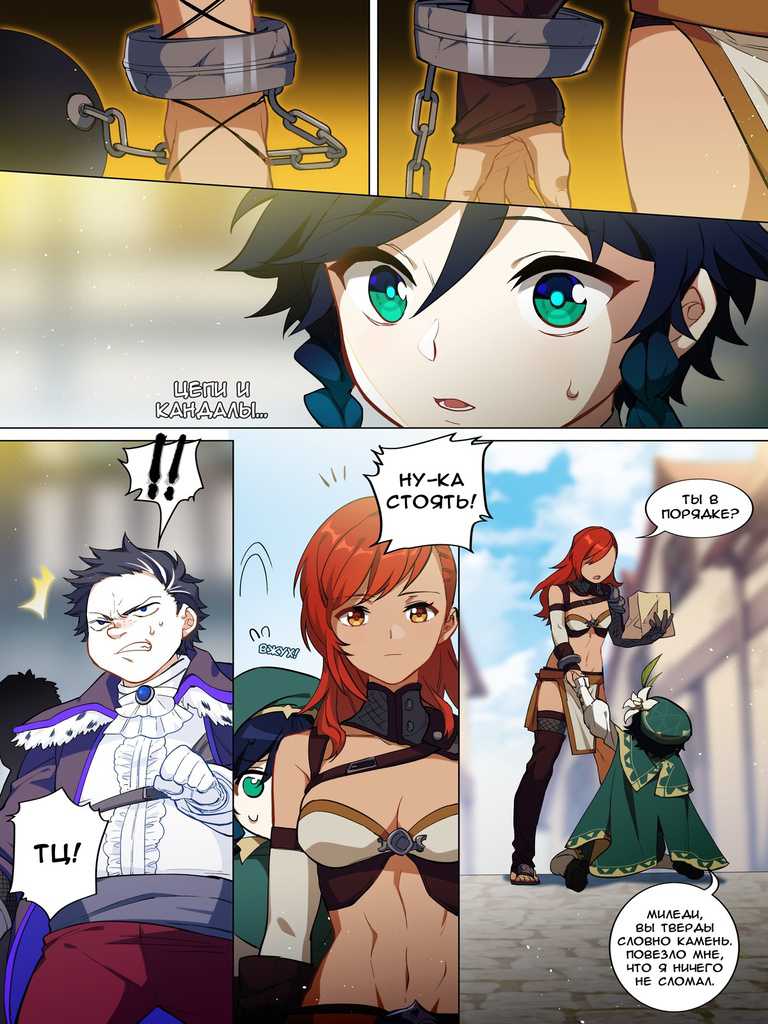 ЦЕПИ И
КАНДАЛЫ...
!!
ТЦ!
НУ-КА
СТОЯТЬ!
ВЖУХ!
ТЫ В
ПОРЯДКЕ?
МИЛЕДИ,
ВЫ ТВЕРДЫ
СЛОВНО КАМЕНЬ.
ПОВЕЗЛО МНЕ,
ЧТО Я НИЧЕГО
НЕ СЛОМАЛ.